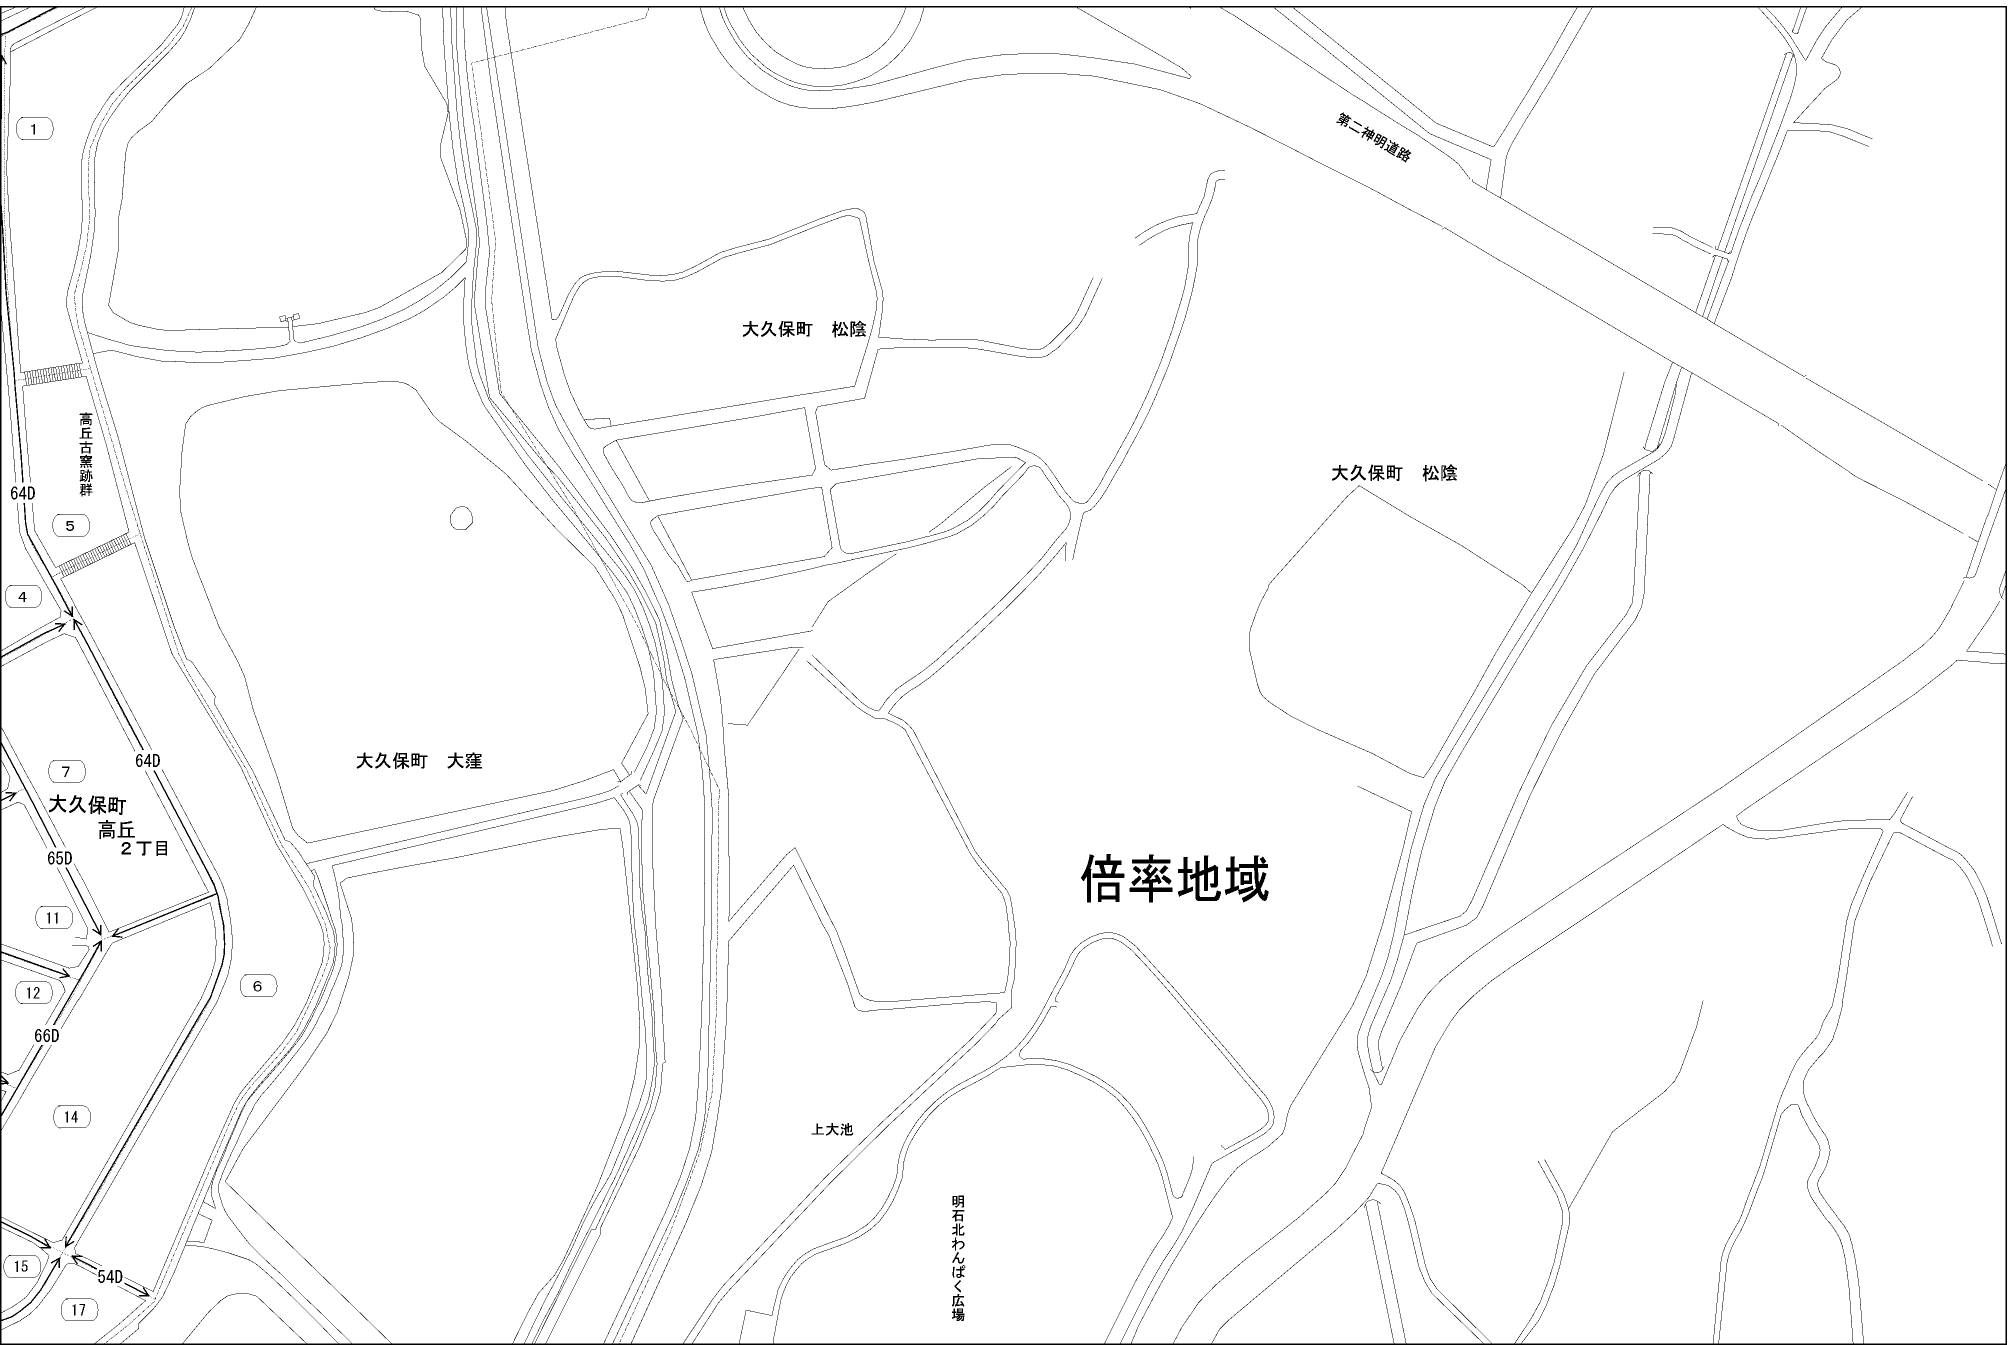 1
第二神明道路
大久保町 松陰
高丘古窯跡群
大久保町 松陰
64D
5
4
64D
大久保町 大窪
7
大久保町
高丘
2丁目
65D
倍率地域
11
6
12
66D
14
上大池
明石北わんぱく広場
15
54D
17